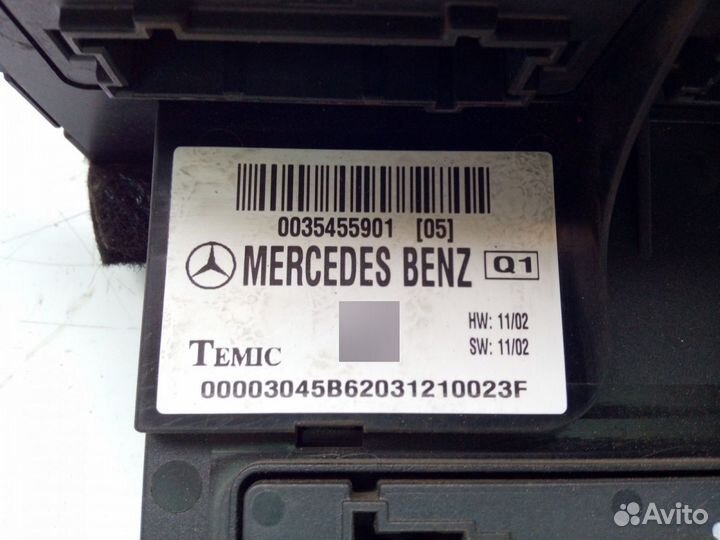 0035455901 [05]
MERCEDES BENZ Q1
HW: 11/02
TEMIC SW: 11/02
00003045B62031210023F
Avito